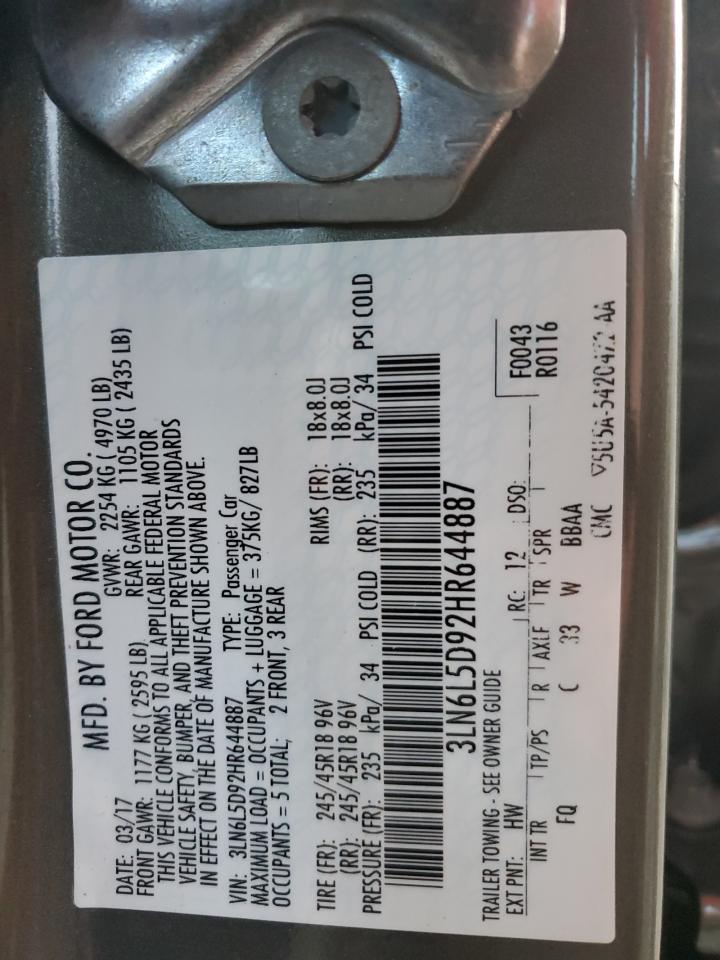 MFD. BY FORD MOTOR CO.
DATE: 03/17 GVWR: 2254 KG ( 4970 LB)
FRONT GAWR: 1177 KG ( 2595 LB) REAR GAWR: 1105 KG ( 2435 LB)
THIS VEHICLE CONFORMS TO ALL APPLICABLE FEDERAL MOTOR
VEHICLE SAFETY, BUMPER, AND THEFT PREVENTION STANDARDS
IN EFFECT ON THE DATE OF MANUFACTURE SHOWN ABOVE.
VIN: 3LN6L5D92HR644887 TYPE: Passenger Car
MAXIMUM LOAD = OCCUPANTS + LUGGAGE = 375KG/ 827LB
OCCUPANTS = 5 TOTAL; 2 FRONT, 3 REAR
TIRE (FR): 245/45R18 96V RIMS (FR): 18x8.0J
(RR): 245/45R18 96V (RR): 18x8.0J
PRESSURE (FR): 235 kPa/ 34 PSI COLD (RR): 235 kPa/ 34 PSI COLD
3LN6L5D92HR644887
TRAILER TOWING - SEE OWNER GUIDE
EXT PNT: HW RC: 12 DSO: F0043
INT TR TP/PS R AXLE TR SPR R0116
FQ C 33 W BBAA